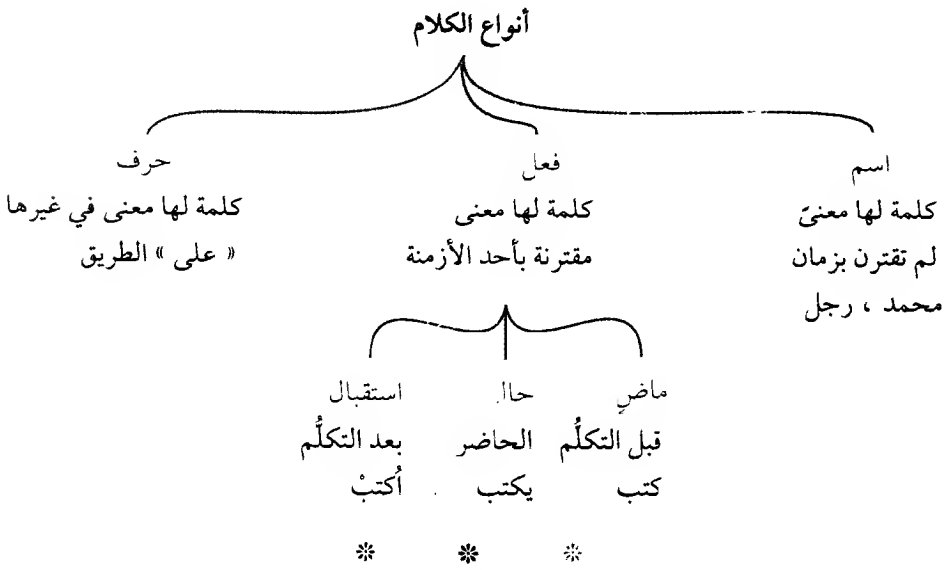 أنواع الكلام
اسم
كلمة لها معنىً
لم تقترن بزمان
محمد ، رجل
فعل
كلمة لها معنى
مقترنة بأحد الأزمنة
حرف
كلمة لها معنى في غيرها
« على » الطريق
ماضٍ
قبل التكلُّم
كتب
حال
الحاضر
يكتب
استقبال
بعد التكلُّم
اُكتبْ